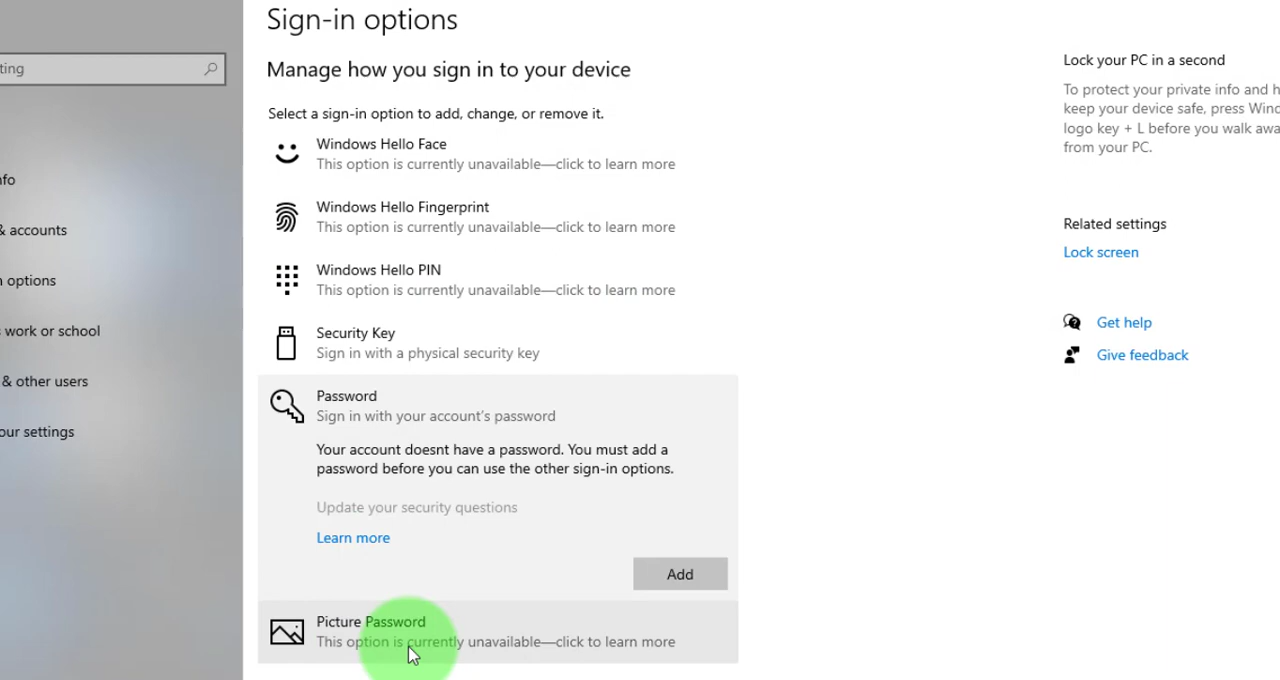 Sign-in options
ting
Manage how you sign in to your device
Select a sign-in option to add, change, or remove it.
Windows Hello Face
This option is currently unavailable—click to learn more
nfo
Windows Hello Fingerprint
This option is currently unavailable—click to learn more
& accounts
Windows Hello PIN
This option is currently unavailable—click to learn more
n options
Security Key
Sign in with a physical security key
s work or school
& other users
Password
Sign in with your account's password
Your account doesnt have a password. You must add a
password before you can use the other sign-in options.
our settings
Update your security questions
Learn more
Add
Picture Password
This option is currently unavailable—click to learn more
Lock your PC in a second
To protect your private info and h
keep your device safe, press Wind
logo key + L before you walk awa
from your PC.
Related settings
Lock screen
Get help
Give feedback